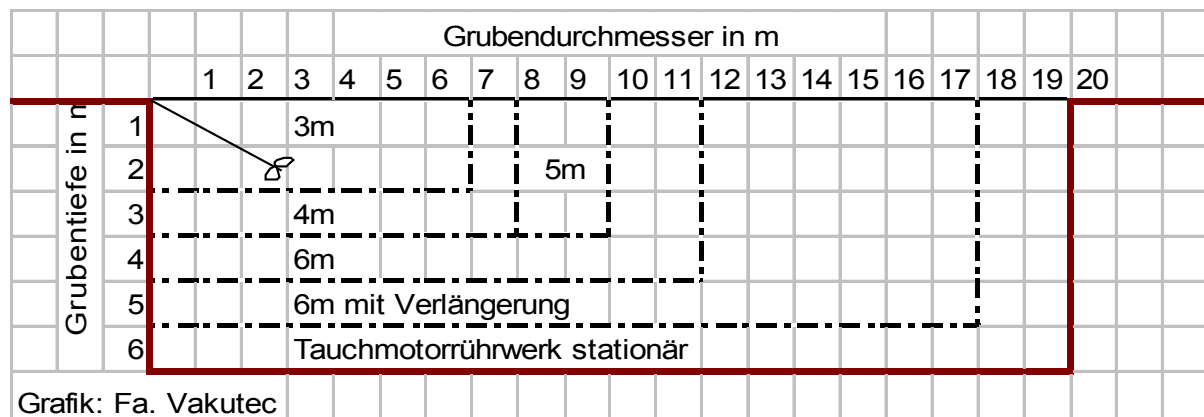 Grubendurchmesser in m
1 2 3 4 5 6 7 8 9 10 11 12 13 14 15 16 17 18 19 20
Grubentiefe in m
1 3m
2 5m
3 4m
4 6m
5 6m mit Verlängerung
6 Tauchmotorrührwerk stationär
Grafik: Fa. Vakutec